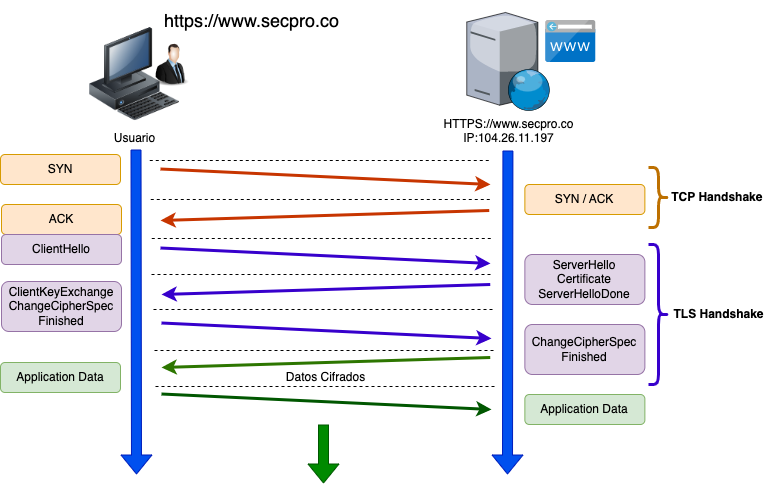 https://www.secpro.co
WWW
Usuario
HTTPS://www.secpro.co
IP:104.26.11.197
SYN
SYN / ACK
TCP Handshake
ACK
ClientHello
ServerHello
Certificate
ServerHelloDone
ClientKeyExchange
ChangeCipherSpec
Finished
TLS Handshake
ChangeCipherSpec
Finished
Application Data
Datos Cifrados
Application Data